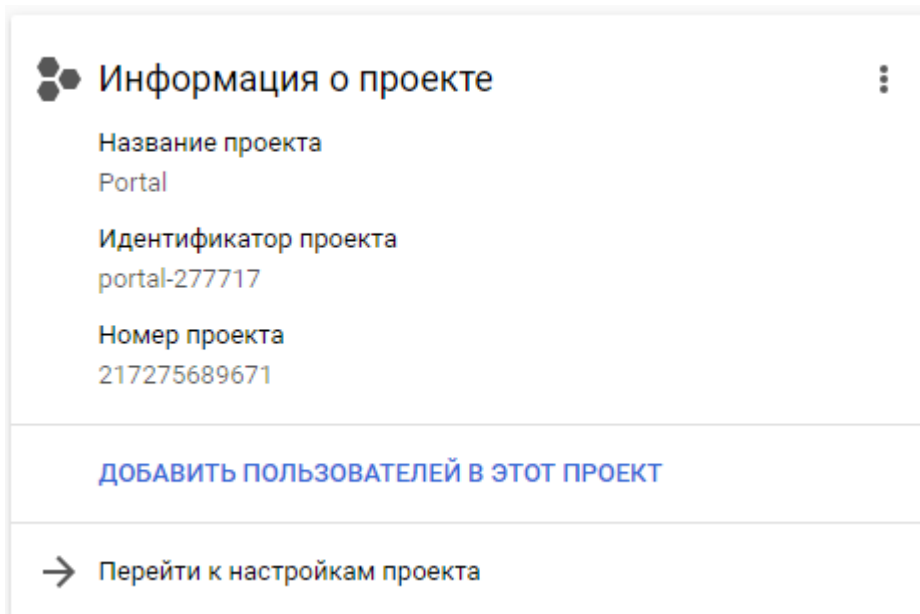 Информация о проекте
Название проекта
Portal
Идентификатор проекта
portal-277717
Номер проекта
217275689671
ДОБАВИТЬ ПОЛЬЗОВАТЕЛЕЙ В ЭТОТ ПРОЕКТ
Перейти к настройкам проекта